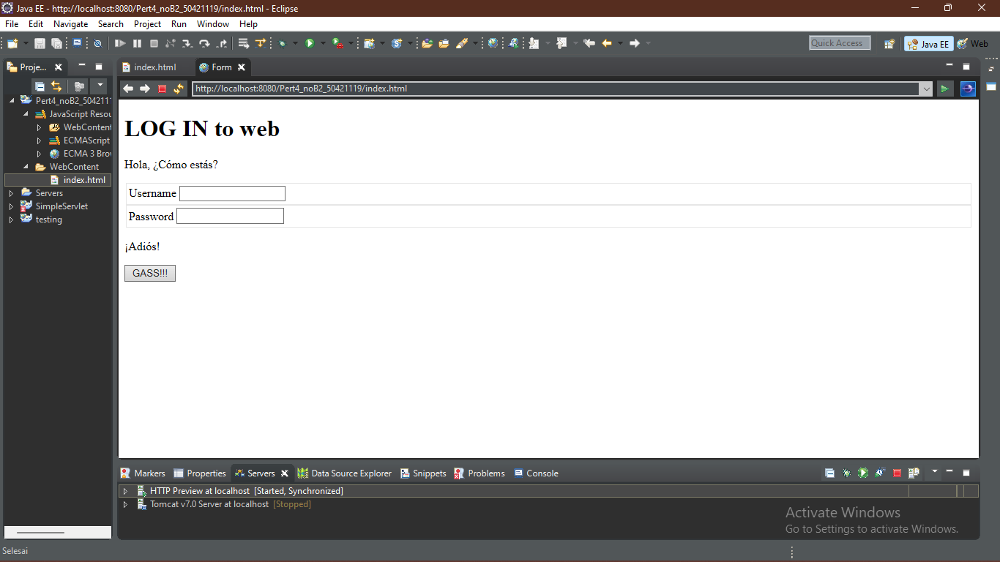 Java EE - http://localhost:8080/Pert4_noB2_50421119/index.html - Eclipse
File Edit Navigate Search Project Run Window Help
Quick Access Java EE Web
Proje... index.html Form
http://localhost:8080/Pert4_noB2_50421119/index.html
Pert4_noB2_5042111
JavaScript Resou
WebContent
ECMAScript
ECMA 3 Bro
WebContent
index.html
Servers
SimpleServlet
testing
LOG IN to web
Hola, ¿Cómo estás?
Username
Password
¡Adiós!
GASS!!!
Markers Properties Servers Data Source Explorer Snippets Problems Console
HTTP Preview at localhost [Started, Synchronized]
Tomcat v7.0 Server at localhost [Stopped]
Activate Windows
Go to Settings to activate Windows.
Selesai